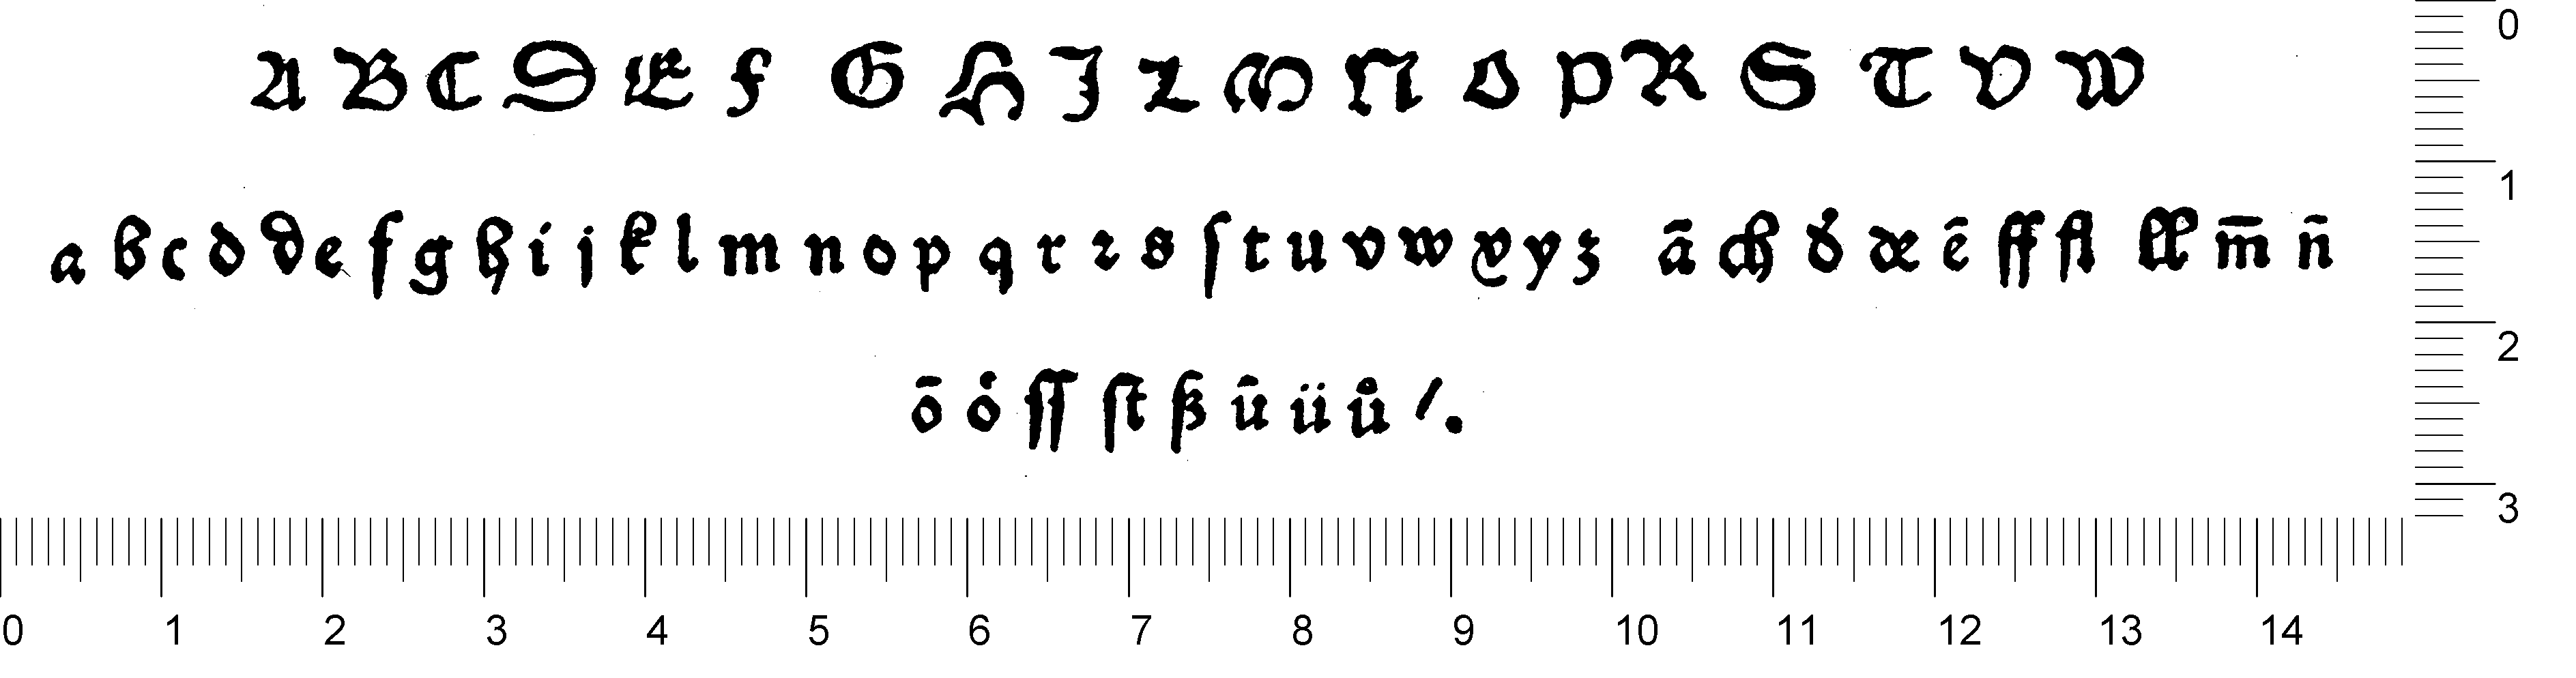 A B C D E F G H I L M N O P R S T V W
a b c d d e f g h i j k l m n o p q r ꝛ s ſ t u v w x y z ā ch d᷎ de ē ff fl ll m̄ n̄
ō oͤ ſſ ſt ß ū ü ů / .
0 1 2 3 4 5 6 7 8 9 10 11 12 13 14
0
1
2
3